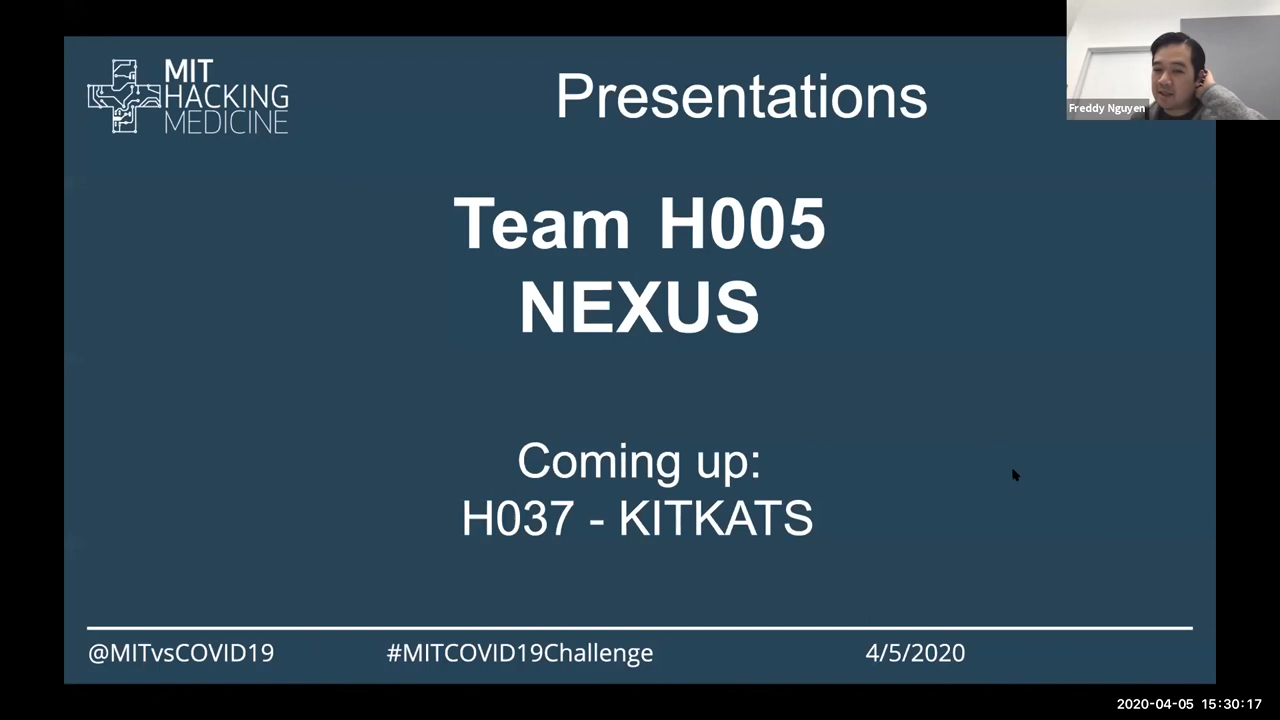 MIT
HACKING
MEDICINE
Presentations
Freddy Nguyen
Team H005
NEXUS
Coming up:
H037 - KITKATS
@MITvsCOVID19
#MITCOVID19Challenge
4/5/2020
2020-04-05 15:30:17